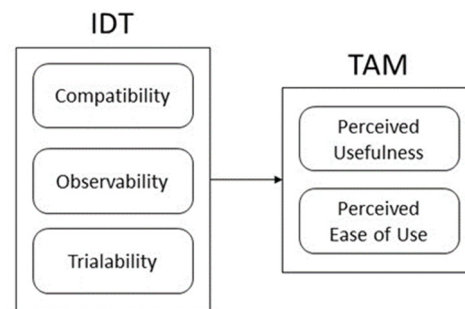 IDT
Compatibility
Observability
Trialability
TAM
Perceived
Usefulness
Perceived
Ease of Use